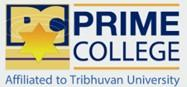 PC PRIME
COLLEGE
Affiliated to Tribhuvan University